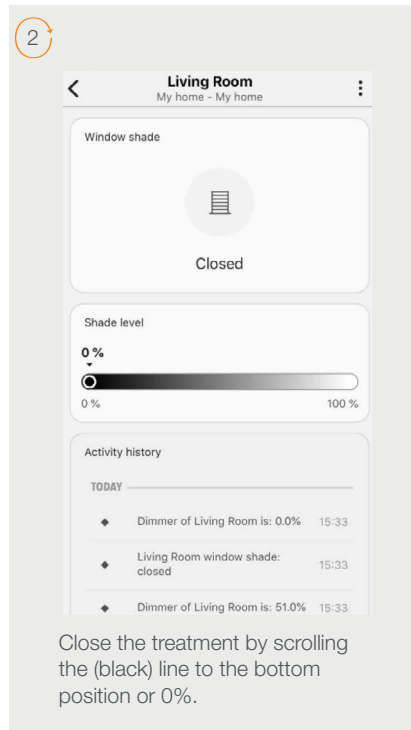 2
Living Room
My home - My home
Window shade
Closed
Shade level
0 %
0 % 100 %
Activity history
TODAY
Dimmer of Living Room is: 0.0% 15:33
Living Room window shade:
closed 15:33
Dimmer of Living Room is: 51.0% 15:33
Close the treatment by scrolling
the (black) line to the bottom
position or 0%.